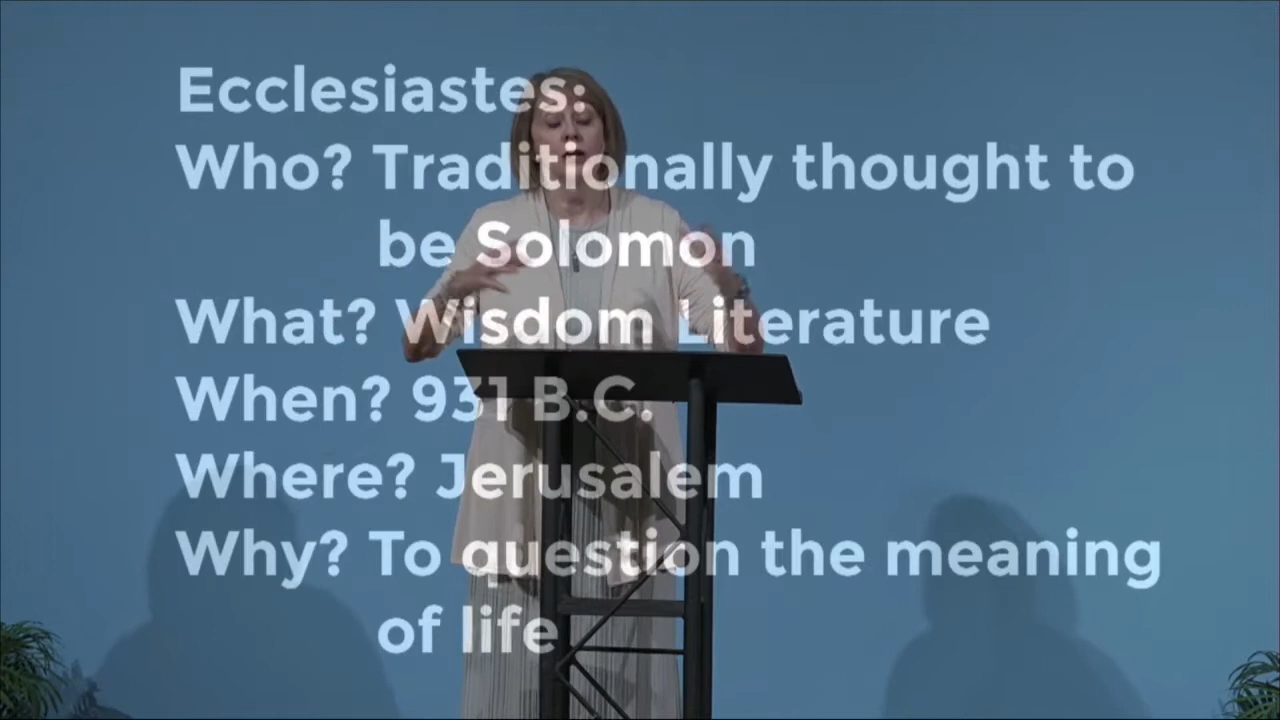 Ecclesiastes:
Who? Traditionally thought to
be Solomon
What? Wisdom Literature
When? 931 B.C.
Where? Jerusalem
Why? To question the meaning
of life